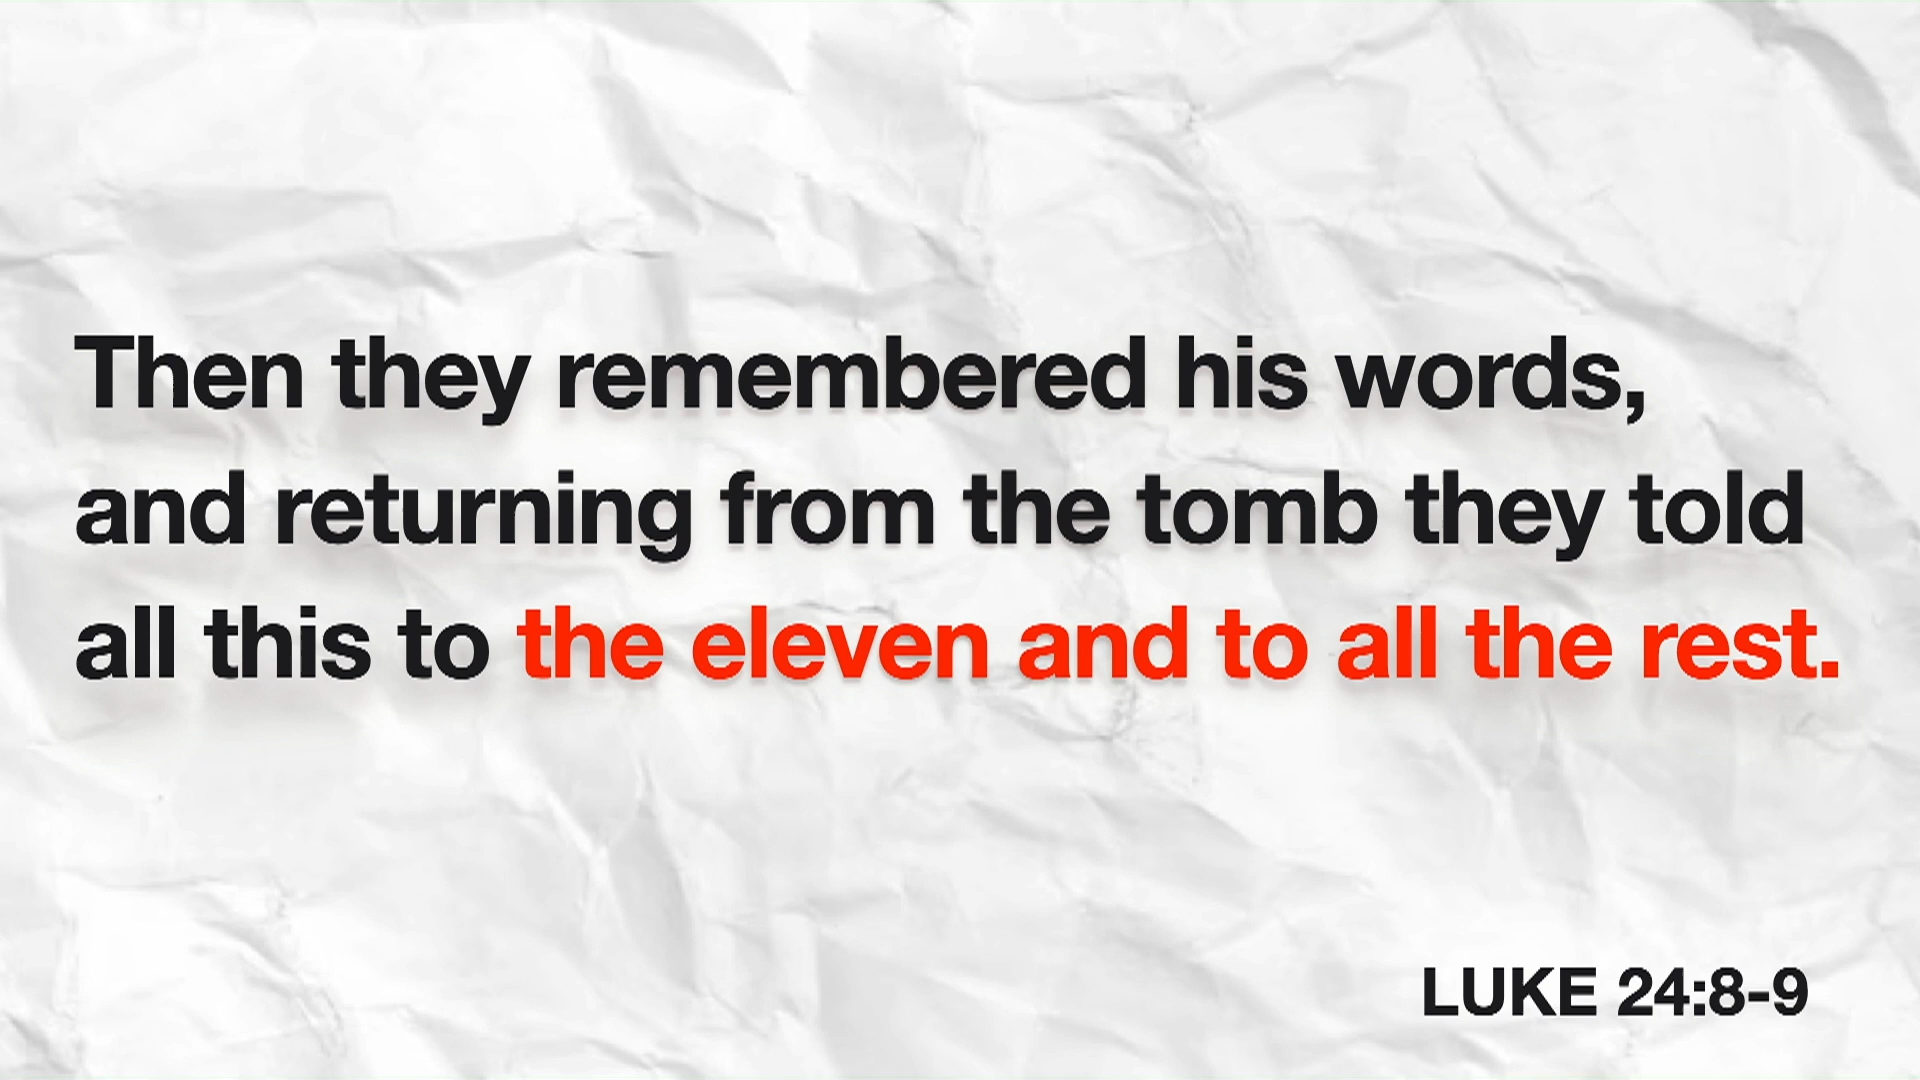 Then they remembered his words,
and returning from the tomb they told
all this to the eleven and to all the rest.
LUKE 24:8-9